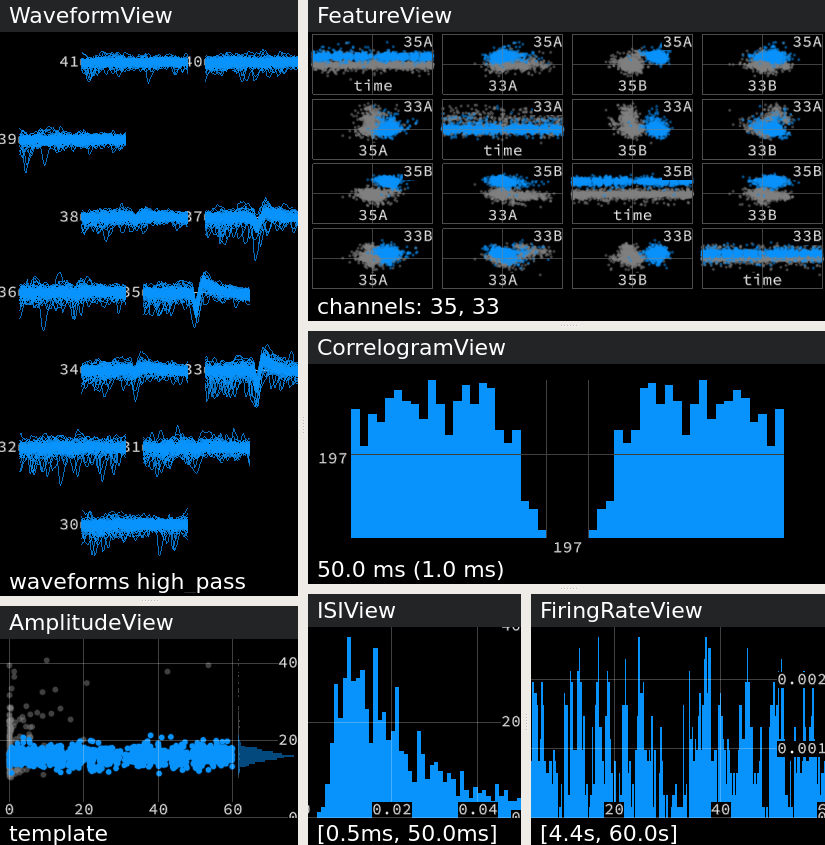 WaveformView
41 40
39
38 37
36 35
34 33
32 31
30
waveforms high_pass
AmplitudeView
40
20
0
0 20 40 60
template
FeatureView
35A 35A 35A 35A
time 33A 35B 33B
33A 33A 33A 33A
35A time 35B 33B
35B 35B 35B 35B
35A 33A time 33B
33B 33B 33B 33B
35A 33A 35B time
channels: 35, 33
CorrelogramView
197
197
50.0 ms (1.0 ms)
ISIView
40
20
0
0 0.02 0.04
[0.5ms, 50.0ms]
FiringRateView
0.002
0.001
20 40
[4.4s, 60.0s]